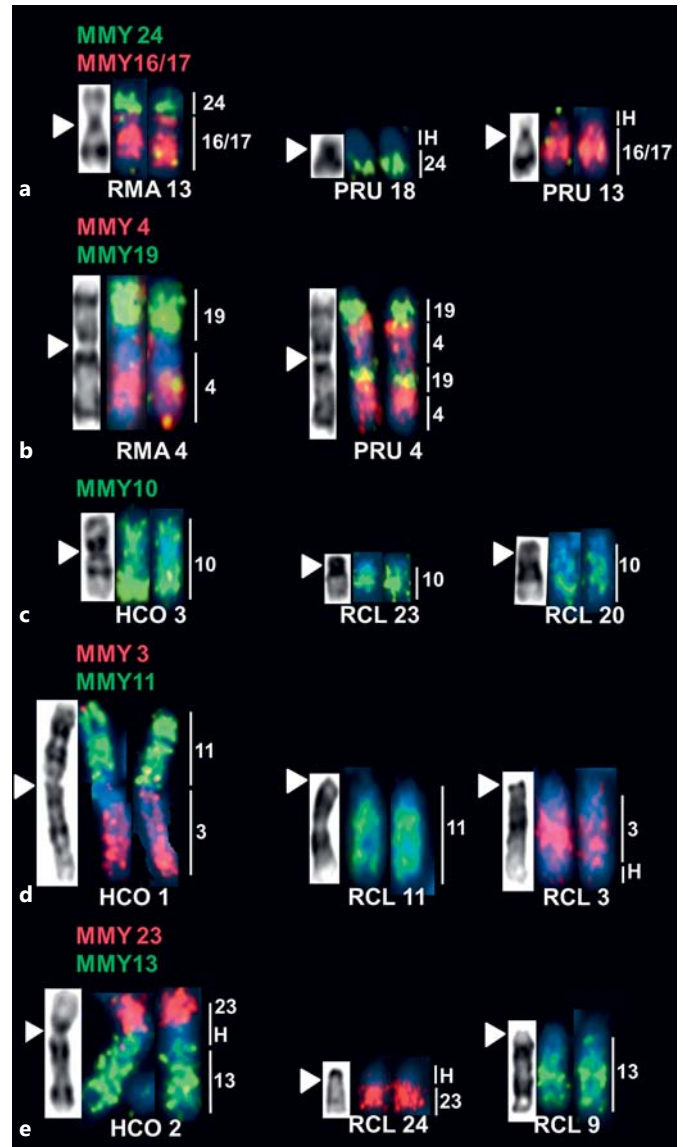 MMY 24
MMY16/17
24
16/17
H
24
H
16/17
a
RMA 13
PRU 18
PRU 13
MMY 4
MMY19
19
4
19
4
19
4
b
RMA 4
PRU 4
MMY10
10
10
10
c
HCO 3
RCL 23
RCL 20
MMY 3
MMY11
11
3
11
3
H
d
HCO 1
RCL 11
RCL 3
MMY 23
MMY13
23
H
13
H
23
13
e
HCO 2
RCL 24
RCL 9